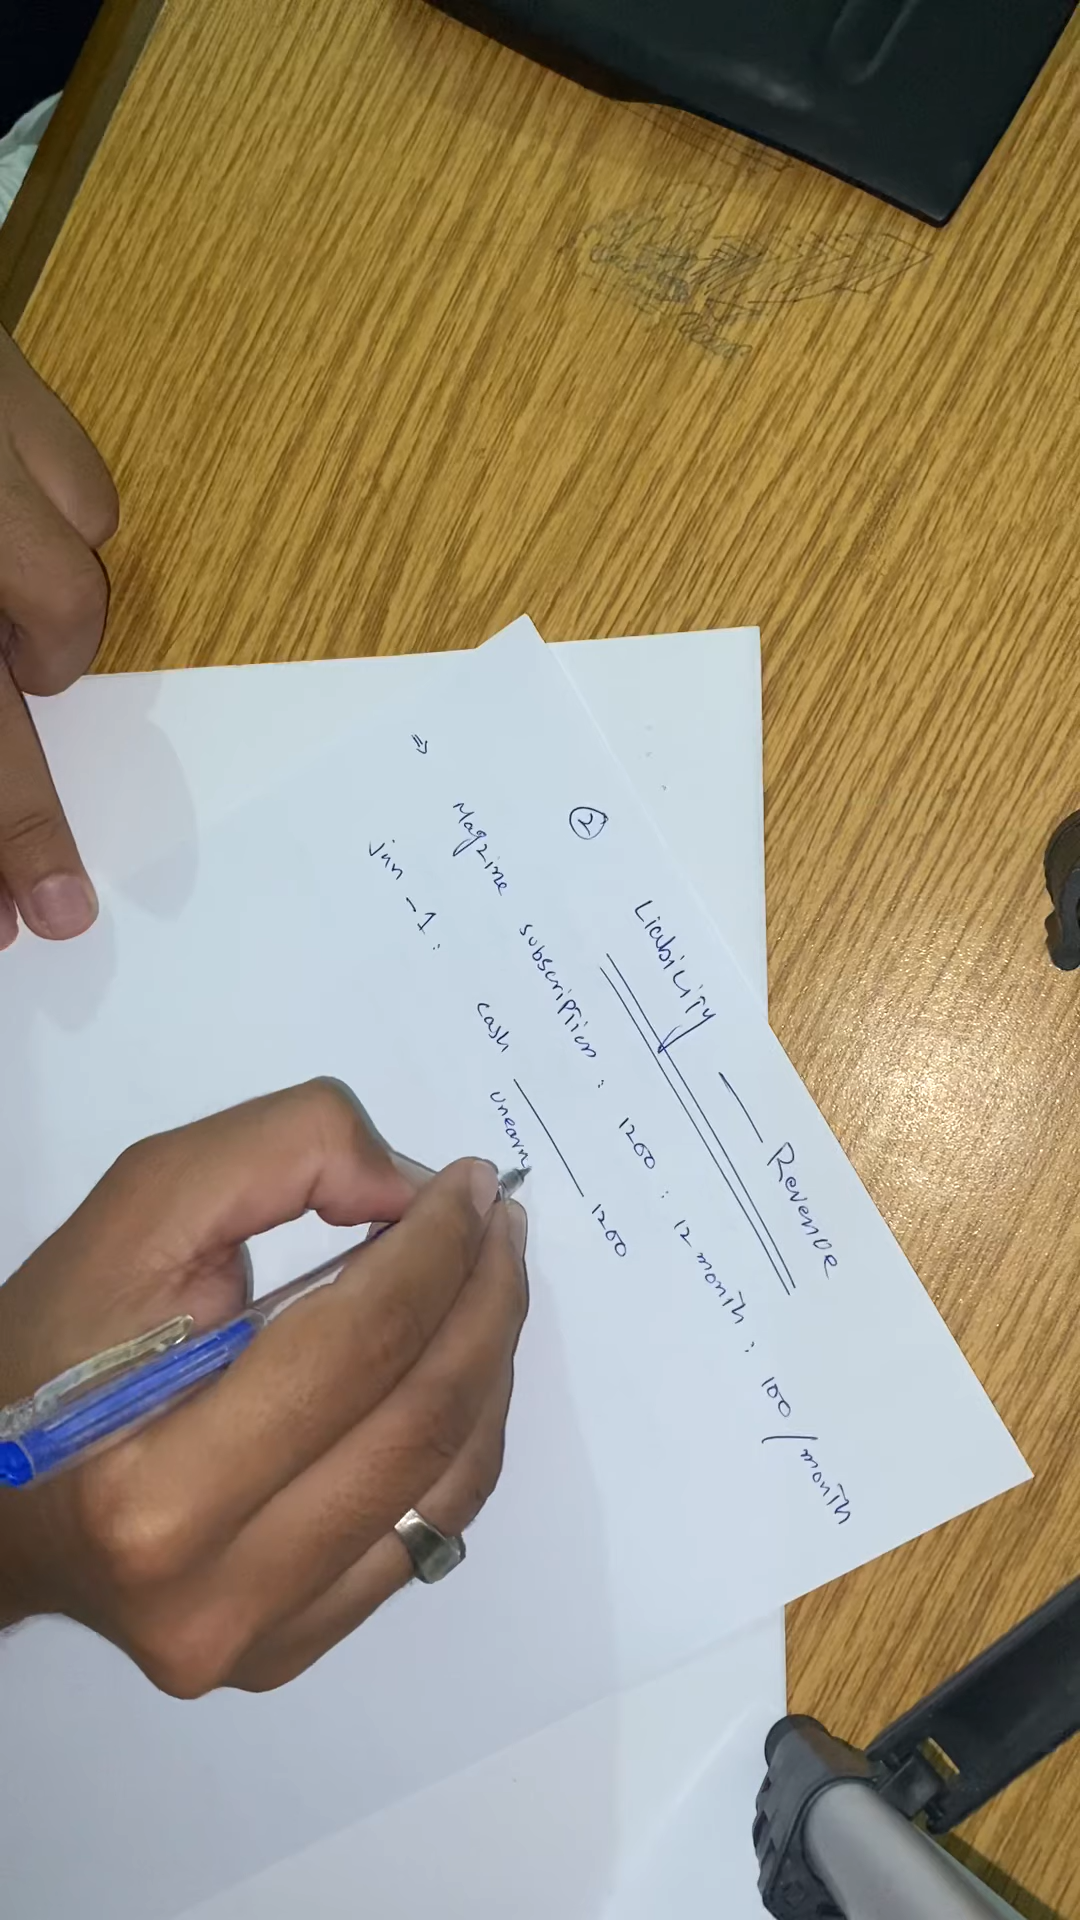 ② Liability — Revenue
⇒ Magzine subscription : 1200 : 12 month : 100 / month
jan - 1 : cash — 1200
unearn